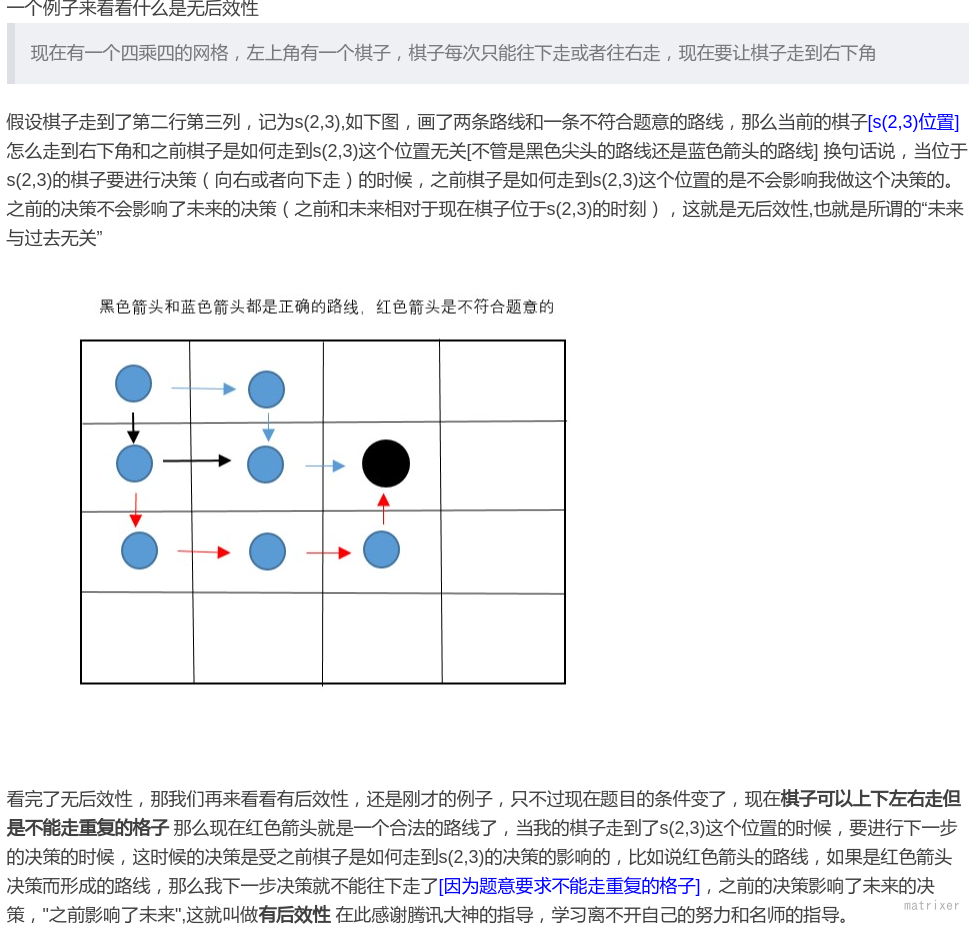 一个例子来看看什么是无后效性
现在有一个四乘四的网格，左上角有一个棋子，棋子每次只能往下走或者往右走，现在要让棋子走到右下角
假设棋子走到了第二行第三列，记为s(2,3),如下图，画了两条路线和一条不符合题意的路线，那么当前的棋子[s(2,3)位置]
怎么走到右下角和之前棋子是如何走到s(2,3)这个位置无关[不管是黑色尖头的路线还是蓝色箭头的路线] 换句话说，当位于
s(2,3)的棋子要进行决策（向右或者向下走）的时候，之前棋子是如何走到s(2,3)这个位置的是不会影响我做这个决策的。
之前的决策不会影响了未来的决策（之前和未来相对于现在棋子位于s(2,3)的时刻），这就是无后效性,也就是所谓的“未来
与过去无关”
黑色箭头和蓝色箭头都是正确的路线，红色箭头是不符合题意的
看完了无后效性，那我们再来看看有后效性，还是刚才的例子，只不过现在题目的条件变了，现在棋子可以上下左右走但
是不能走重复的格子 那么现在红色箭头就是一个合法的路线了，当我的棋子走到了s(2,3)这个位置的时候，要进行下一步
的决策的时候，这时候的决策是受之前棋子是如何走到s(2,3)的决策的影响的，比如说红色箭头的路线，如果是红色箭头
决策而形成的路线，那么我下一步决策就不能往下走了[因为题意要求不能走重复的格子]，之前的决策影响了未来的决
策，"之前影响了未来",这就叫做有后效性 在此感谢腾讯大神的指导，学习离不开自己的努力和名师的指导。
matrixer